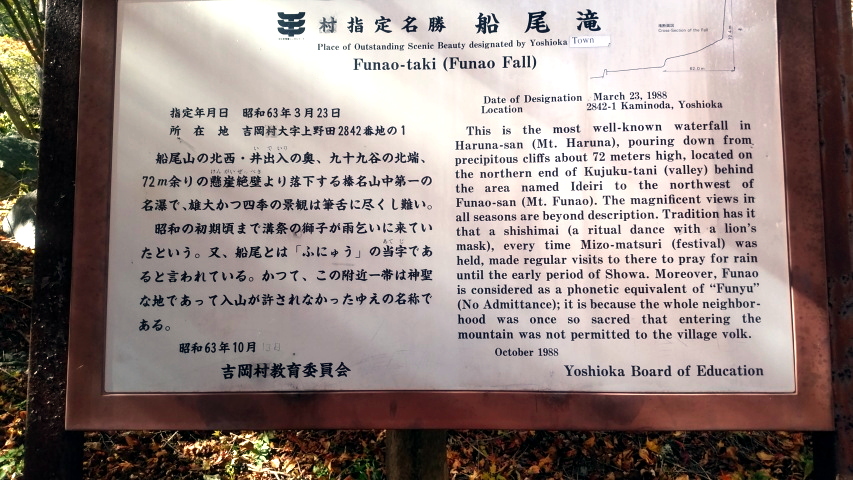 村指定名勝 船尾滝
Place of Outstanding Scenic Beauty designated by Yoshioka Town
Funao-taki (Funao Fall)
Cross Section of the Fall
指定年月日 昭和63年3月23日
所在地 吉岡村大字上野田2842番地の1
船尾山の北西・井出入の奥、九十九谷の北端、
72m余りの懸崖絶壁より落下する榛名山中第一の
名瀑で、雄大かつ四季の景観は筆舌に尽くし難い。
昭和の初期頃まで溝祭の獅子が雨乞いに来てい
たという。又、船尾とは「ふにゅう」の当字であ
ると言われている。かつて、この附近一帯は神聖
な地であって入山が許されなかったゆえの名称で
ある。
昭和63年10月
吉岡村教育委員会
Date of Designation March 23, 1988
Location 2842-1 Kaminoda, Yoshioka
This is the most well-known waterfall in
Haruna-san (Mt. Haruna), pouring down from
precipitous cliffs about 72 meters high, located on
the northern end of Kujuku-tani (valley) behind
the area named Ideiri to the northwest of
Funao-san (Mt. Funao). The magnificent views in
all seasons are beyond description. Tradition has it
that a shishimai (a ritual dance with a lion's
mask), every time Mizo-matsuri (festival) was
held, made regular visits to there to pray for rain
until the early period of Showa. Moreover, Funao
is considered as a phonetic equivalent of "Funyu"
(No Admittance); it is because the whole neighbor-
hood was once so sacred that entering the
mountain was not permitted to the village volk.
October 1988
Yoshioka Board of Education